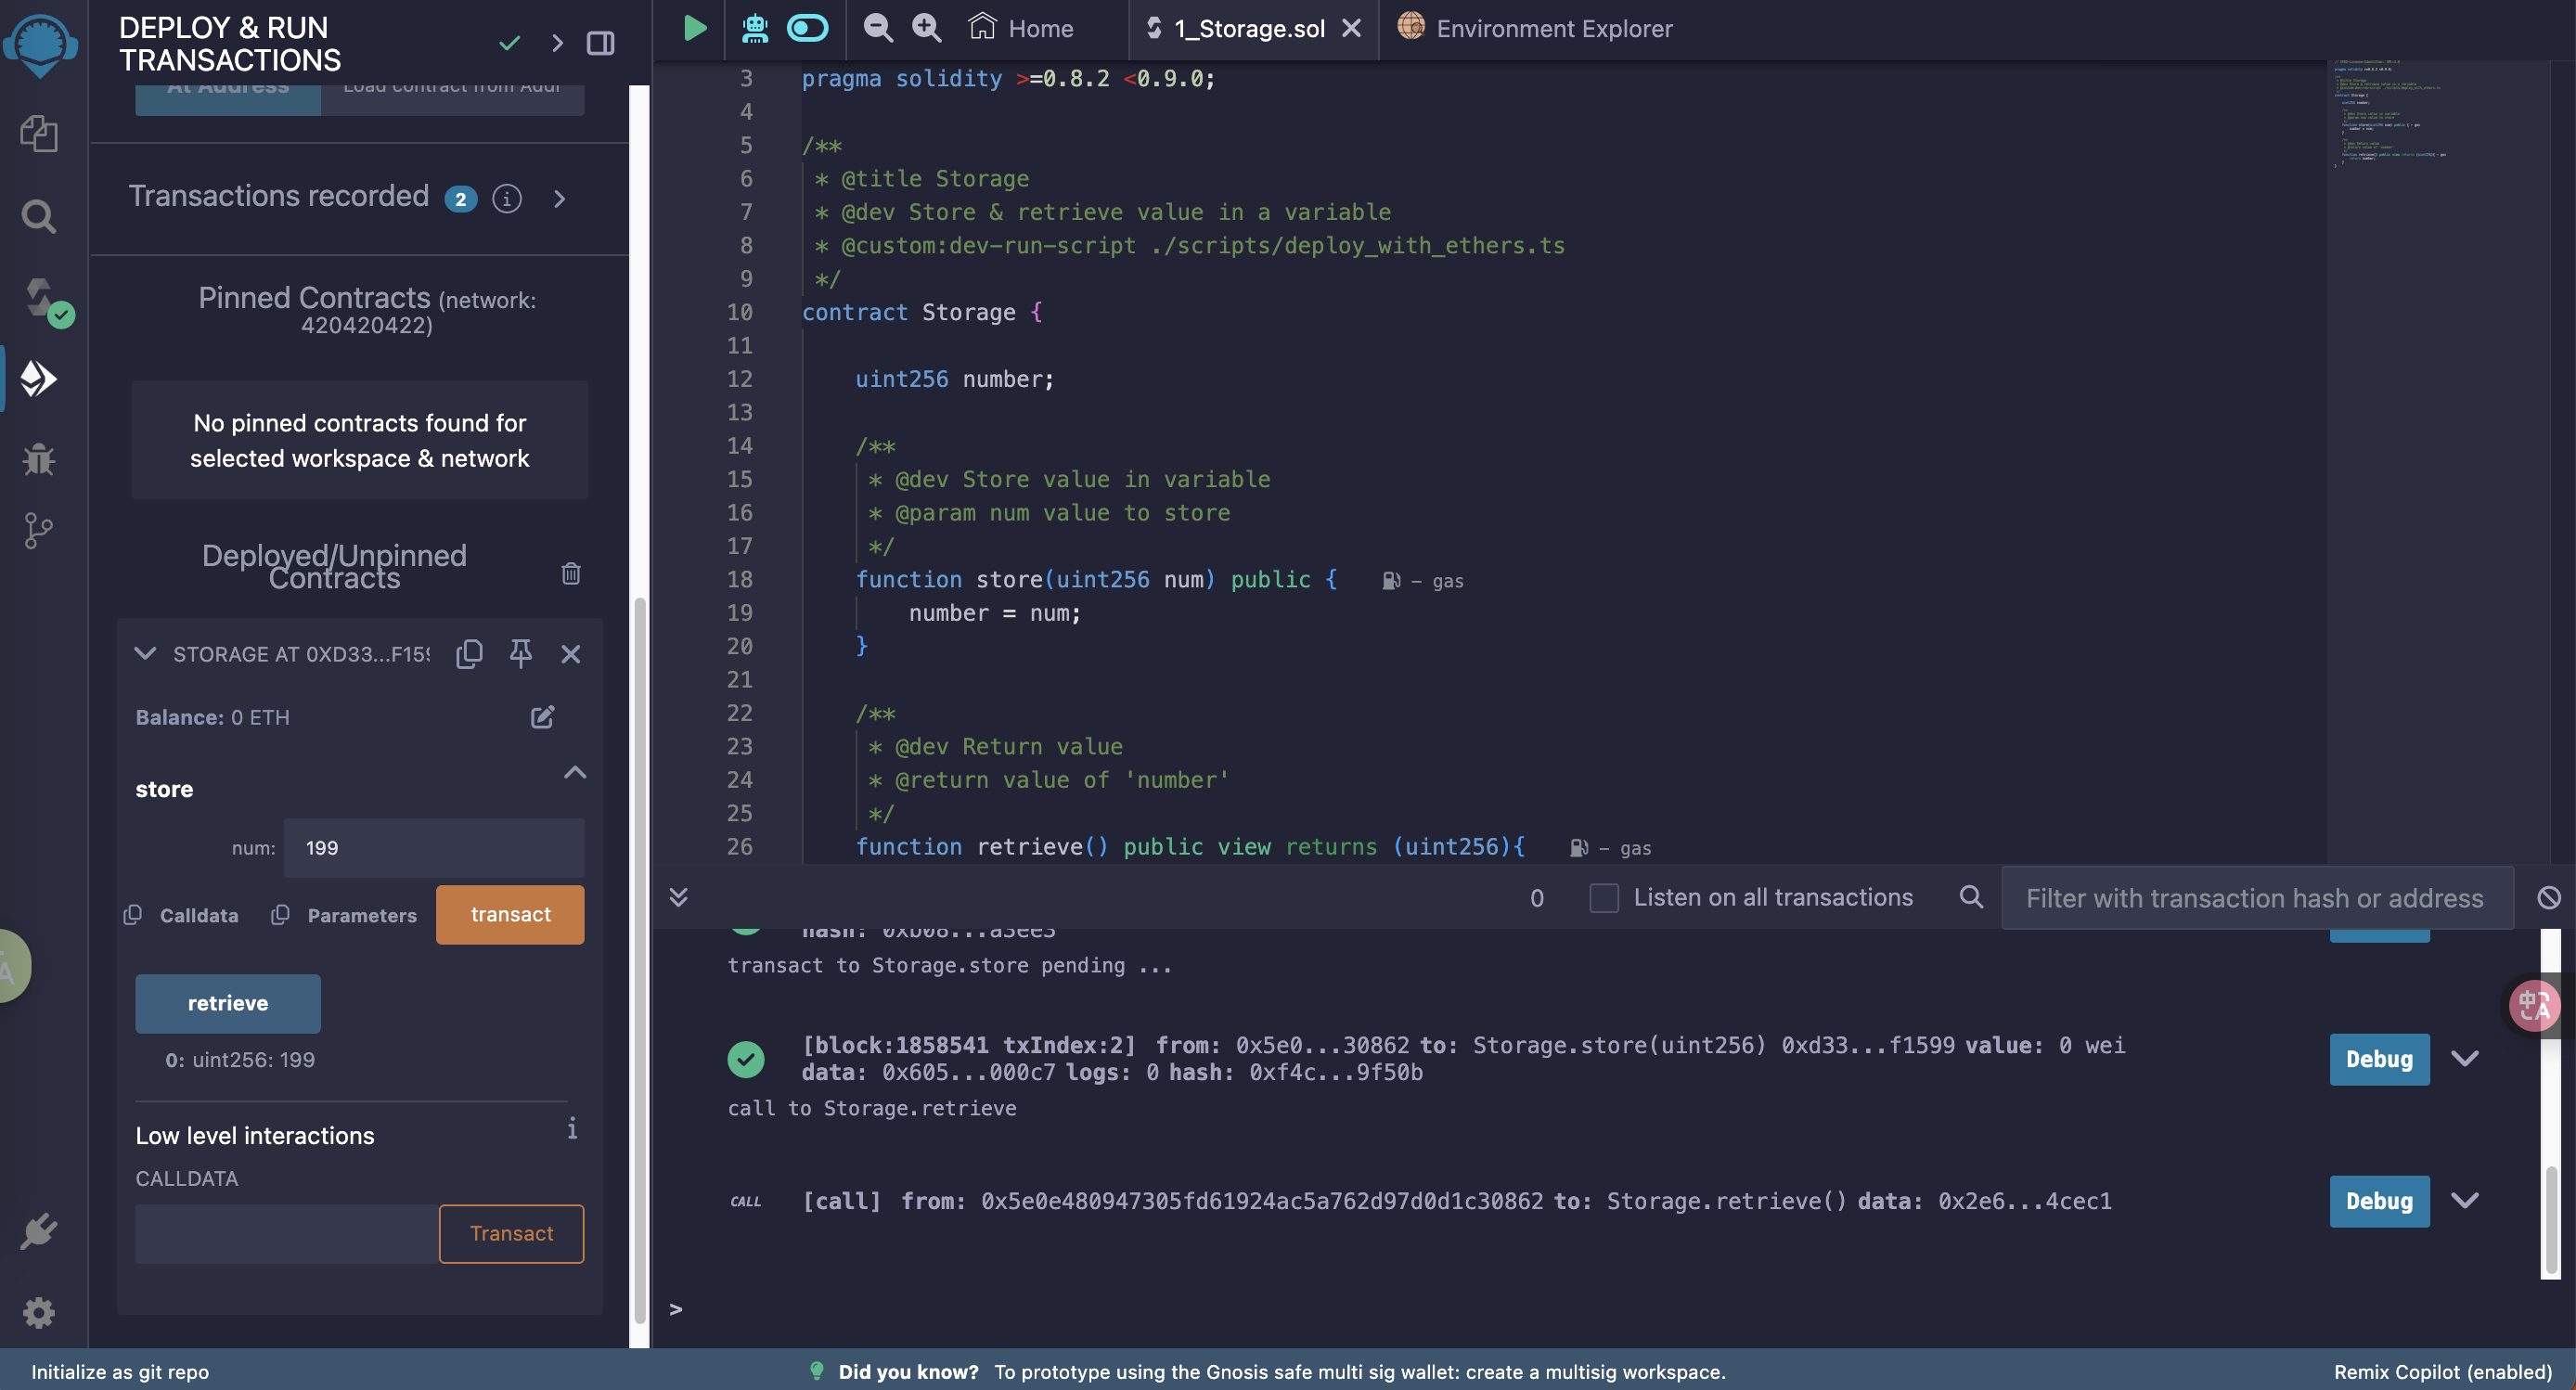 DEPLOY & RUN
TRANSACTIONS
At Address
Load contract from Addr
Transactions recorded 2
Pinned Contracts (network:
420420422)
No pinned contracts found for
selected workspace & network
Deployed/Unpinned
Contracts
STORAGE AT 0XD33...F159
Balance: 0 ETH
store
num: 199
Calldata Parameters transact
retrieve
0: uint256: 199
Low level interactions i
CALLDATA
Transact
Home
1_Storage.sol
Environment Explorer
3 pragma solidity >=0.8.2 <0.9.0;
4
5 /**
6 * @title Storage
7 * @dev Store & retrieve value in a variable
8 * @custom:dev-run-script ./scripts/deploy_with_ethers.ts
9 */
10 contract Storage {
11
12 uint256 number;
13
14 /**
15 * @dev Store value in variable
16 * @param num value to store
17 */
18 function store(uint256 num) public { – gas
19 number = num;
20 }
21
22 /**
23 * @dev Return value
24 * @return value of 'number'
25 */
26 function retrieve() public view returns (uint256){ – gas
0 Listen on all transactions Filter with transaction hash or address
hash: 0xb08...a3ee3
transact to Storage.store pending ...
[block:1858541 txIndex:2] from: 0x5e0...30862 to: Storage.store(uint256) 0xd33...f1599 value: 0 wei
data: 0x605...000c7 logs: 0 hash: 0xf4c...9f50b
Debug
call to Storage.retrieve
CALL [call] from: 0x5e0e480947305fd61924ac5a762d97d0d1c30862 to: Storage.retrieve() data: 0x2e6...4cec1
Debug
>
中A
A
Initialize as git repo
Did you know? To prototype using the Gnosis safe multi sig wallet: create a multisig workspace.
Remix Copilot (enabled)